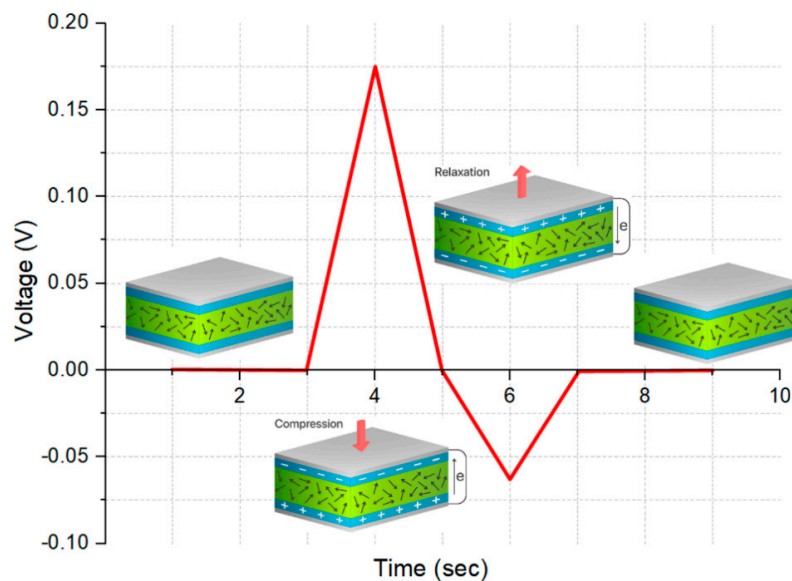 0.20
0.15
0.10
0.05
0.00
-0.05
-0.10
Voltage (V)
Relaxation
+ + + + + + + + +
e
− − − − − − − −
2 4 6 8 10
Compression
− − − − − − − −
e
+ + + + + + + + +
Time (sec)